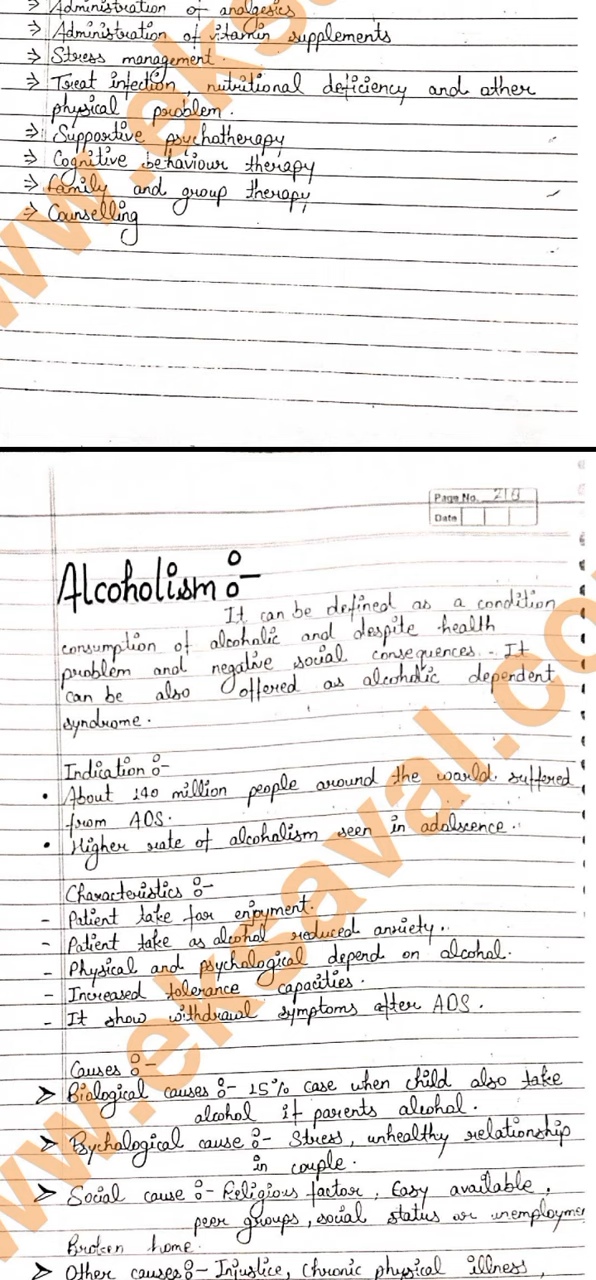 ⇒ Administration of analgesics
⇒ Administration of vitamin supplements
⇒ Stress management.
⇒ Treat infection, nutritional deficiency and other
physical problem.
⇒ Supportive psychotherapy
⇒ Cognitive behaviour therapy
⇒ Family and group therapy
⇒ Counselling
Page No. 218
Date
Alcoholism :-
It can be defined as a condition
consumption of alcoholic and despite health
problem and negative social consequences. It
can be also offered as alcoholic dependent
syndrome.
Indication :-
• About 140 million people around the world suffered
from ADS.
• Higher rate of alcoholism seen in adolscence.
Characteristics :-
- Patient take for enjoyment.
- Patient take as alcohol reduced anxiety.
- Physical and psychological depend on alcohol.
- Increased tolerance capacities.
- It show withdrawal symptoms after ADS.
Causes :-
➢ Biological causes :- 15% case when child also take
alcohol if parents alcohol.
➢ Psychological cause :- Stress, unhealthy relationship
in couple.
➢ Social cause :- Religious factor, Easy available,
peer groups, social status or unemployme
Broken home.
➢ Other causes :- Injustice, chronic physical illness,
www.eksaval.co